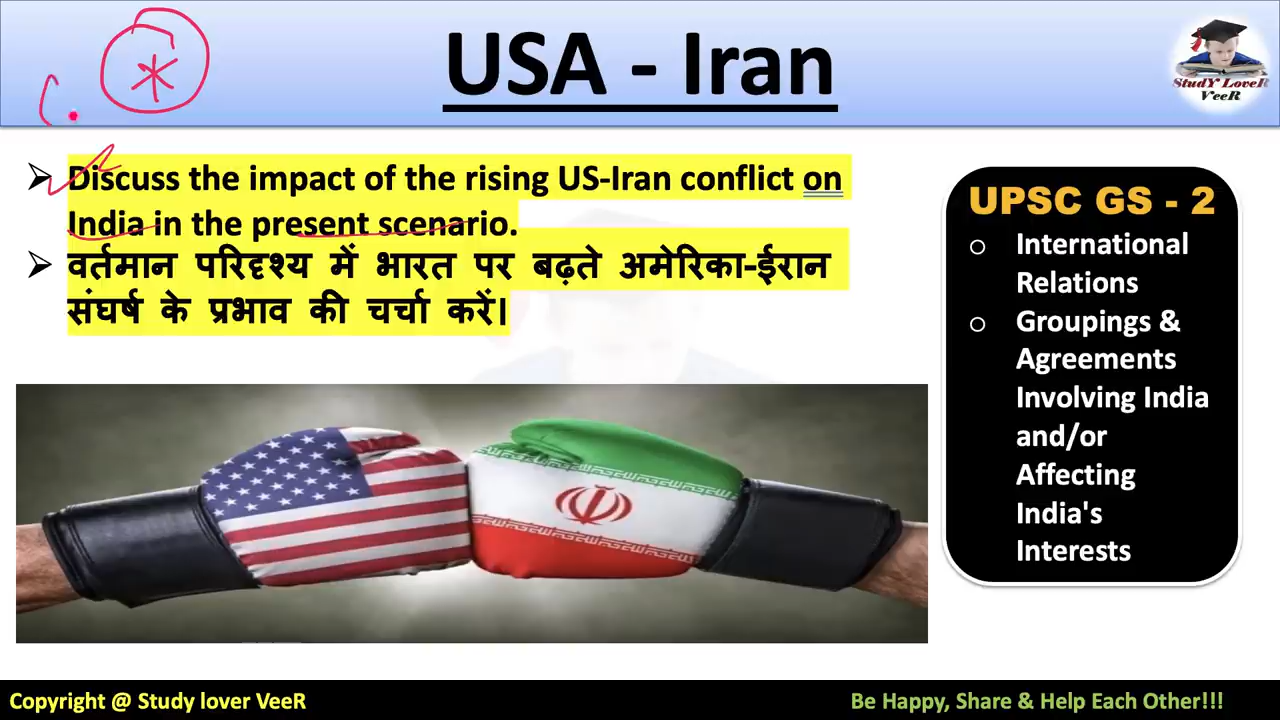 USA - Iran
StudY LoveR
VeeR
Discuss the impact of the rising US-Iran conflict on
India in the present scenario.
वर्तमान परिदृश्य में भारत पर बढ़ते अमेरिका-ईरान
संघर्ष के प्रभाव की चर्चा करें।
UPSC GS - 2
International
Relations
Groupings &
Agreements
Involving India
and/or
Affecting
India's
Interests
Copyright @ Study lover VeeR
Be Happy, Share & Help Each Other!!!